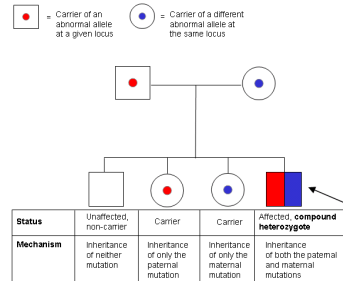 = Carrier of an
abnormal allele
at a given locus
= Carrier of a different
abnormal allele at
the same locus
Status
Unaffected,
non-carrier
Carrier
Carrier
Affected, compound
heterozygote
Mechanism
Inheritance
of neither
mutation
Inheritance
of only the
paternal
mutation
Inheritance
of only the
maternal
mutation
Inheritance
of both the paternal
and maternal
mutations